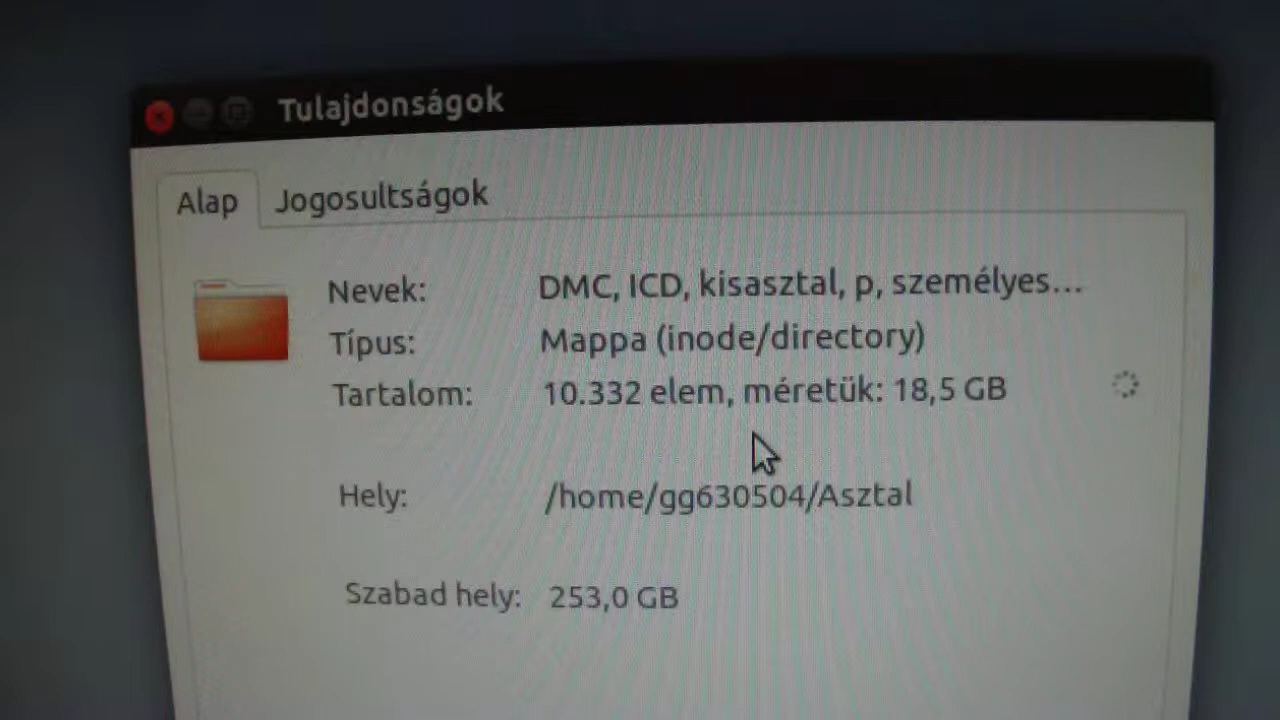 Tulajdonságok
Alap Jogosultságok
Nevek: DMC, ICD, kisasztal, p, személyes...
Típus: Mappa (inode/directory)
Tartalom: 10.332 elem, méretük: 18,5 GB
Hely: /home/gg630504/Asztal
Szabad hely: 253,0 GB